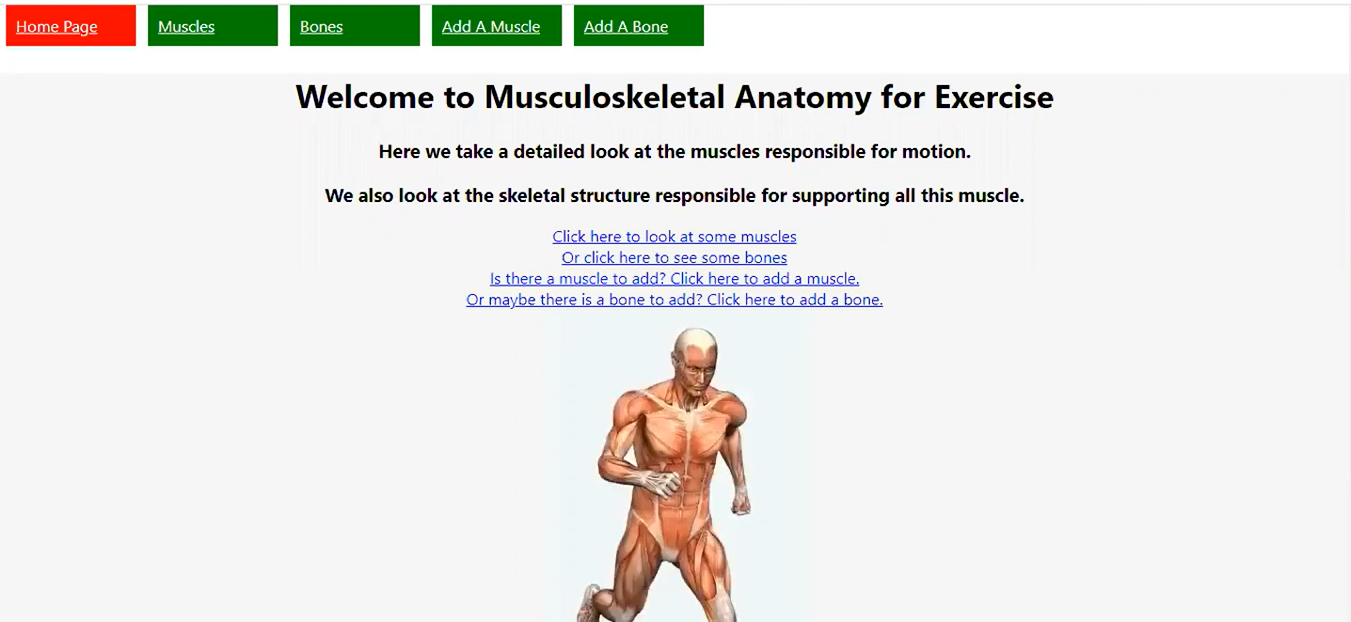 Home Page Muscles Bones Add A Muscle Add A Bone
Welcome to Musculoskeletal Anatomy for Exercise
Here we take a detailed look at the muscles responsible for motion.
We also look at the skeletal structure responsible for supporting all this muscle.
Click here to look at some muscles
Or click here to see some bones
Is there a muscle to add? Click here to add a muscle.
Or maybe there is a bone to add? Click here to add a bone.